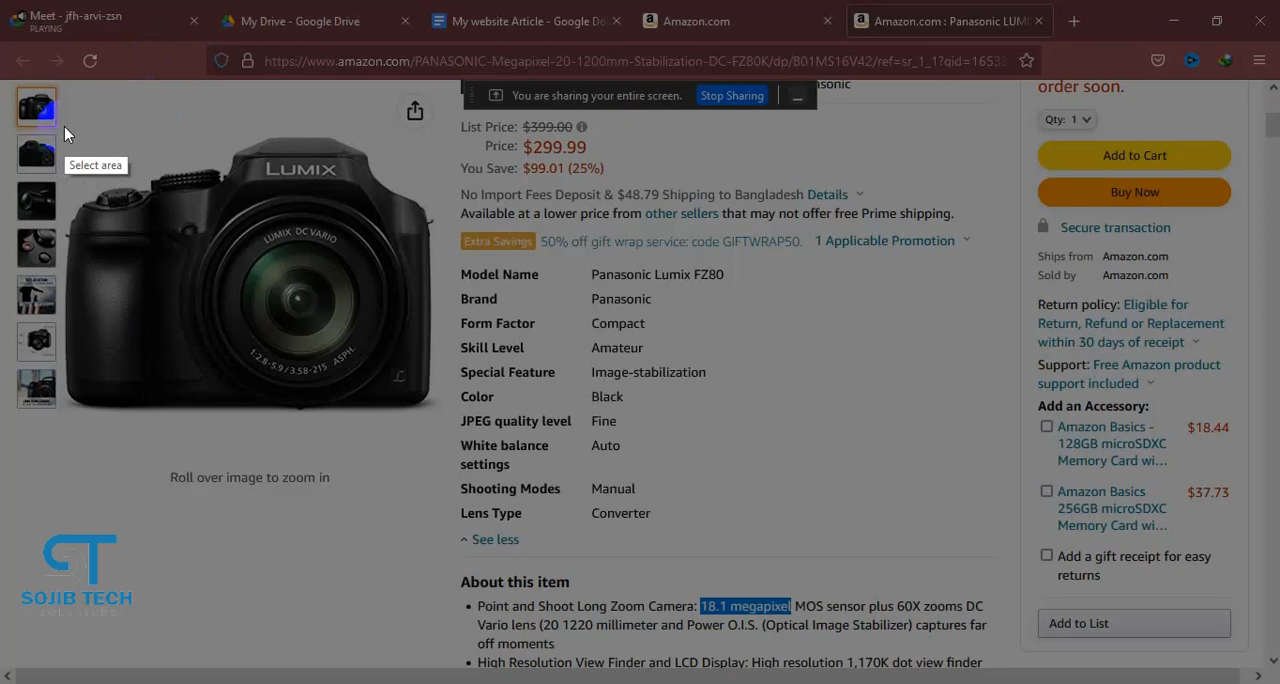 Meet - jfh-arvi-zsn
PLAYING
My Drive - Google Drive
My website Article - Google Do
Amazon.com
Amazon.com : Panasonic LUMI
https://www.amazon.com/PANASONIC-Megapixel-20-1200mm-Stabilization-DC-FZ80K/dp/B01MS16V42/ref=sr_1_1?qid=16535
You are sharing your entire screen.
Stop Sharing
Select area
LUMIX
LUMIX DC VARIO
1:2.8-5.9/3.58-215 ASPH.
Roll over image to zoom in
SOJIB TECH
List Price: $399.00
Price: $299.99
You Save: $99.01 (25%)
No Import Fees Deposit & $48.79 Shipping to Bangladesh Details
Available at a lower price from other sellers that may not offer free Prime shipping.
Extra Savings 50% off gift wrap service: code GIFTWRAP50. 1 Applicable Promotion
Model Name Panasonic Lumix FZ80
Brand Panasonic
Form Factor Compact
Skill Level Amateur
Special Feature Image-stabilization
Color Black
JPEG quality level Fine
White balance Auto
settings
Shooting Modes Manual
Lens Type Converter
See less
About this item
Point and Shoot Long Zoom Camera: 18.1 megapixel MOS sensor plus 60X zooms DC
Vario lens (20 1220 millimeter and Power O.I.S. (Optical Image Stabilizer) captures far
off moments
High Resolution View Finder and LCD Display: High resolution 1,170K dot view finder
order soon.
Qty: 1
Add to Cart
Buy Now
Secure transaction
Ships from Amazon.com
Sold by Amazon.com
Return policy: Eligible for
Return, Refund or Replacement
within 30 days of receipt
Support: Free Amazon product
support included
Add an Accessory:
Amazon Basics - $18.44
128GB microSDXC
Memory Card wi...
Amazon Basics $37.73
256GB microSDXC
Memory Card wi...
Add a gift receipt for easy
returns
Add to List